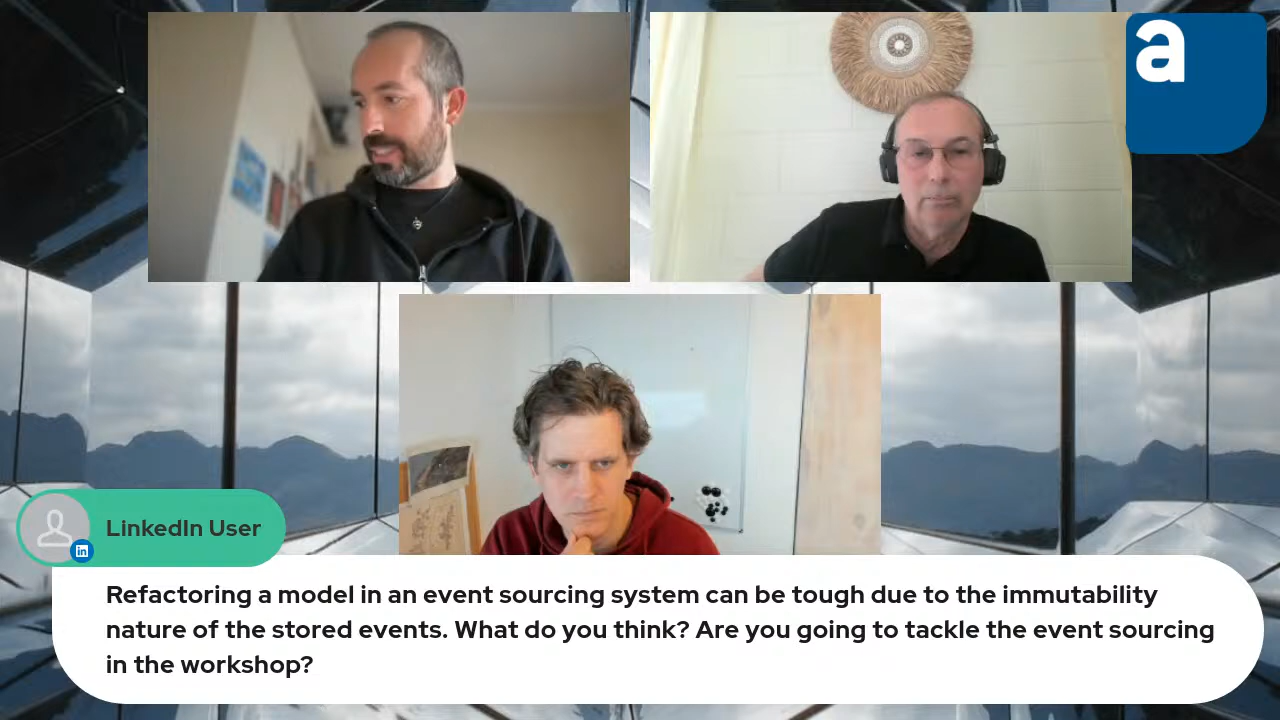 a
LinkedIn User
in
Refactoring a model in an event sourcing system can be tough due to the immutability
nature of the stored events. What do you think? Are you going to tackle the event sourcing
in the workshop?